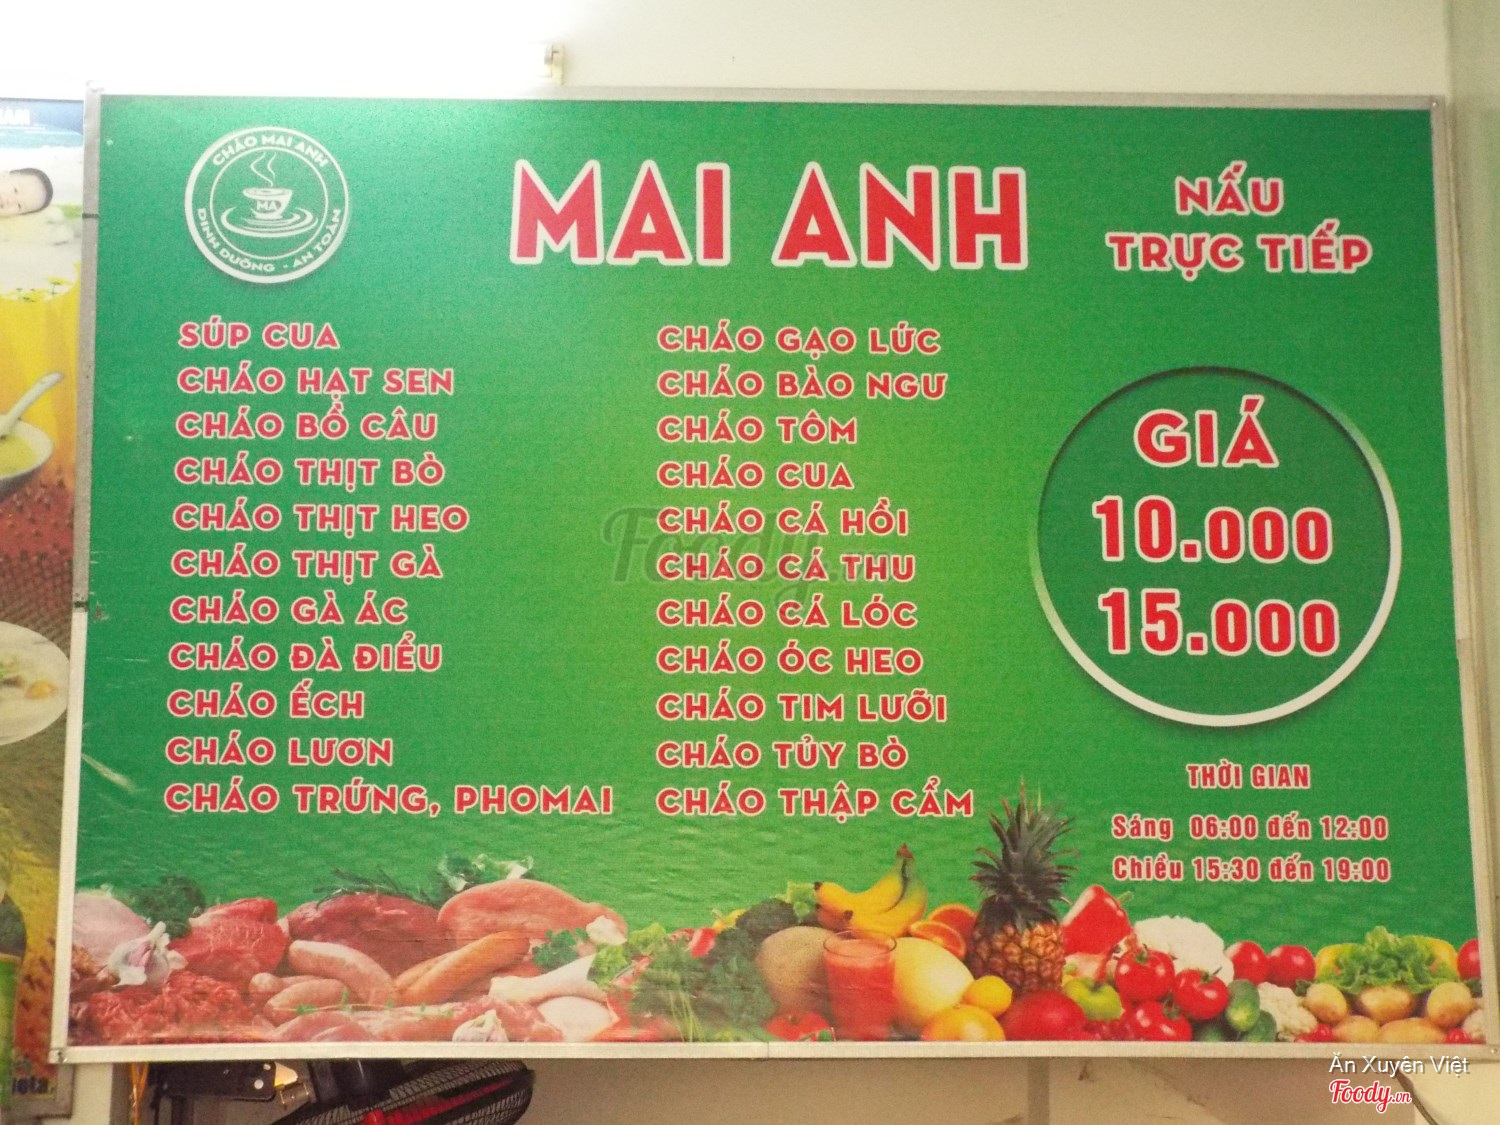 NAM
CHÁO MAI ANH
MA
DINH DƯỠNG - AN TOÀN
MAI ANH
NẤU
TRỰC TIẾP
SÚP CUA
CHÁO HẠT SEN
CHÁO BỒ CÂU
CHÁO THỊT BÒ
CHÁO THỊT HEO
CHÁO THỊT GÀ
CHÁO GÀ ÁC
CHÁO ĐÀ ĐIỂU
CHÁO ẾCH
CHÁO LƯƠN
CHÁO TRỨNG, PHOMAI
CHÁO GẠO LỨC
CHÁO BÀO NGƯ
CHÁO TÔM
CHÁO CUA
CHÁO CÁ HỒI
CHÁO CÁ THU
CHÁO CÁ LÓC
CHÁO ÓC HEO
CHÁO TIM LƯỠI
CHÁO TỦY BÒ
CHÁO THẬP CẨM
GIÁ
10.000
15.000
THỜI GIAN
Sáng 06:00 đến 12:00
Chiều 15:30 đến 19:00
Foody.vn
Ăn Xuyên Việt
Foody.vn